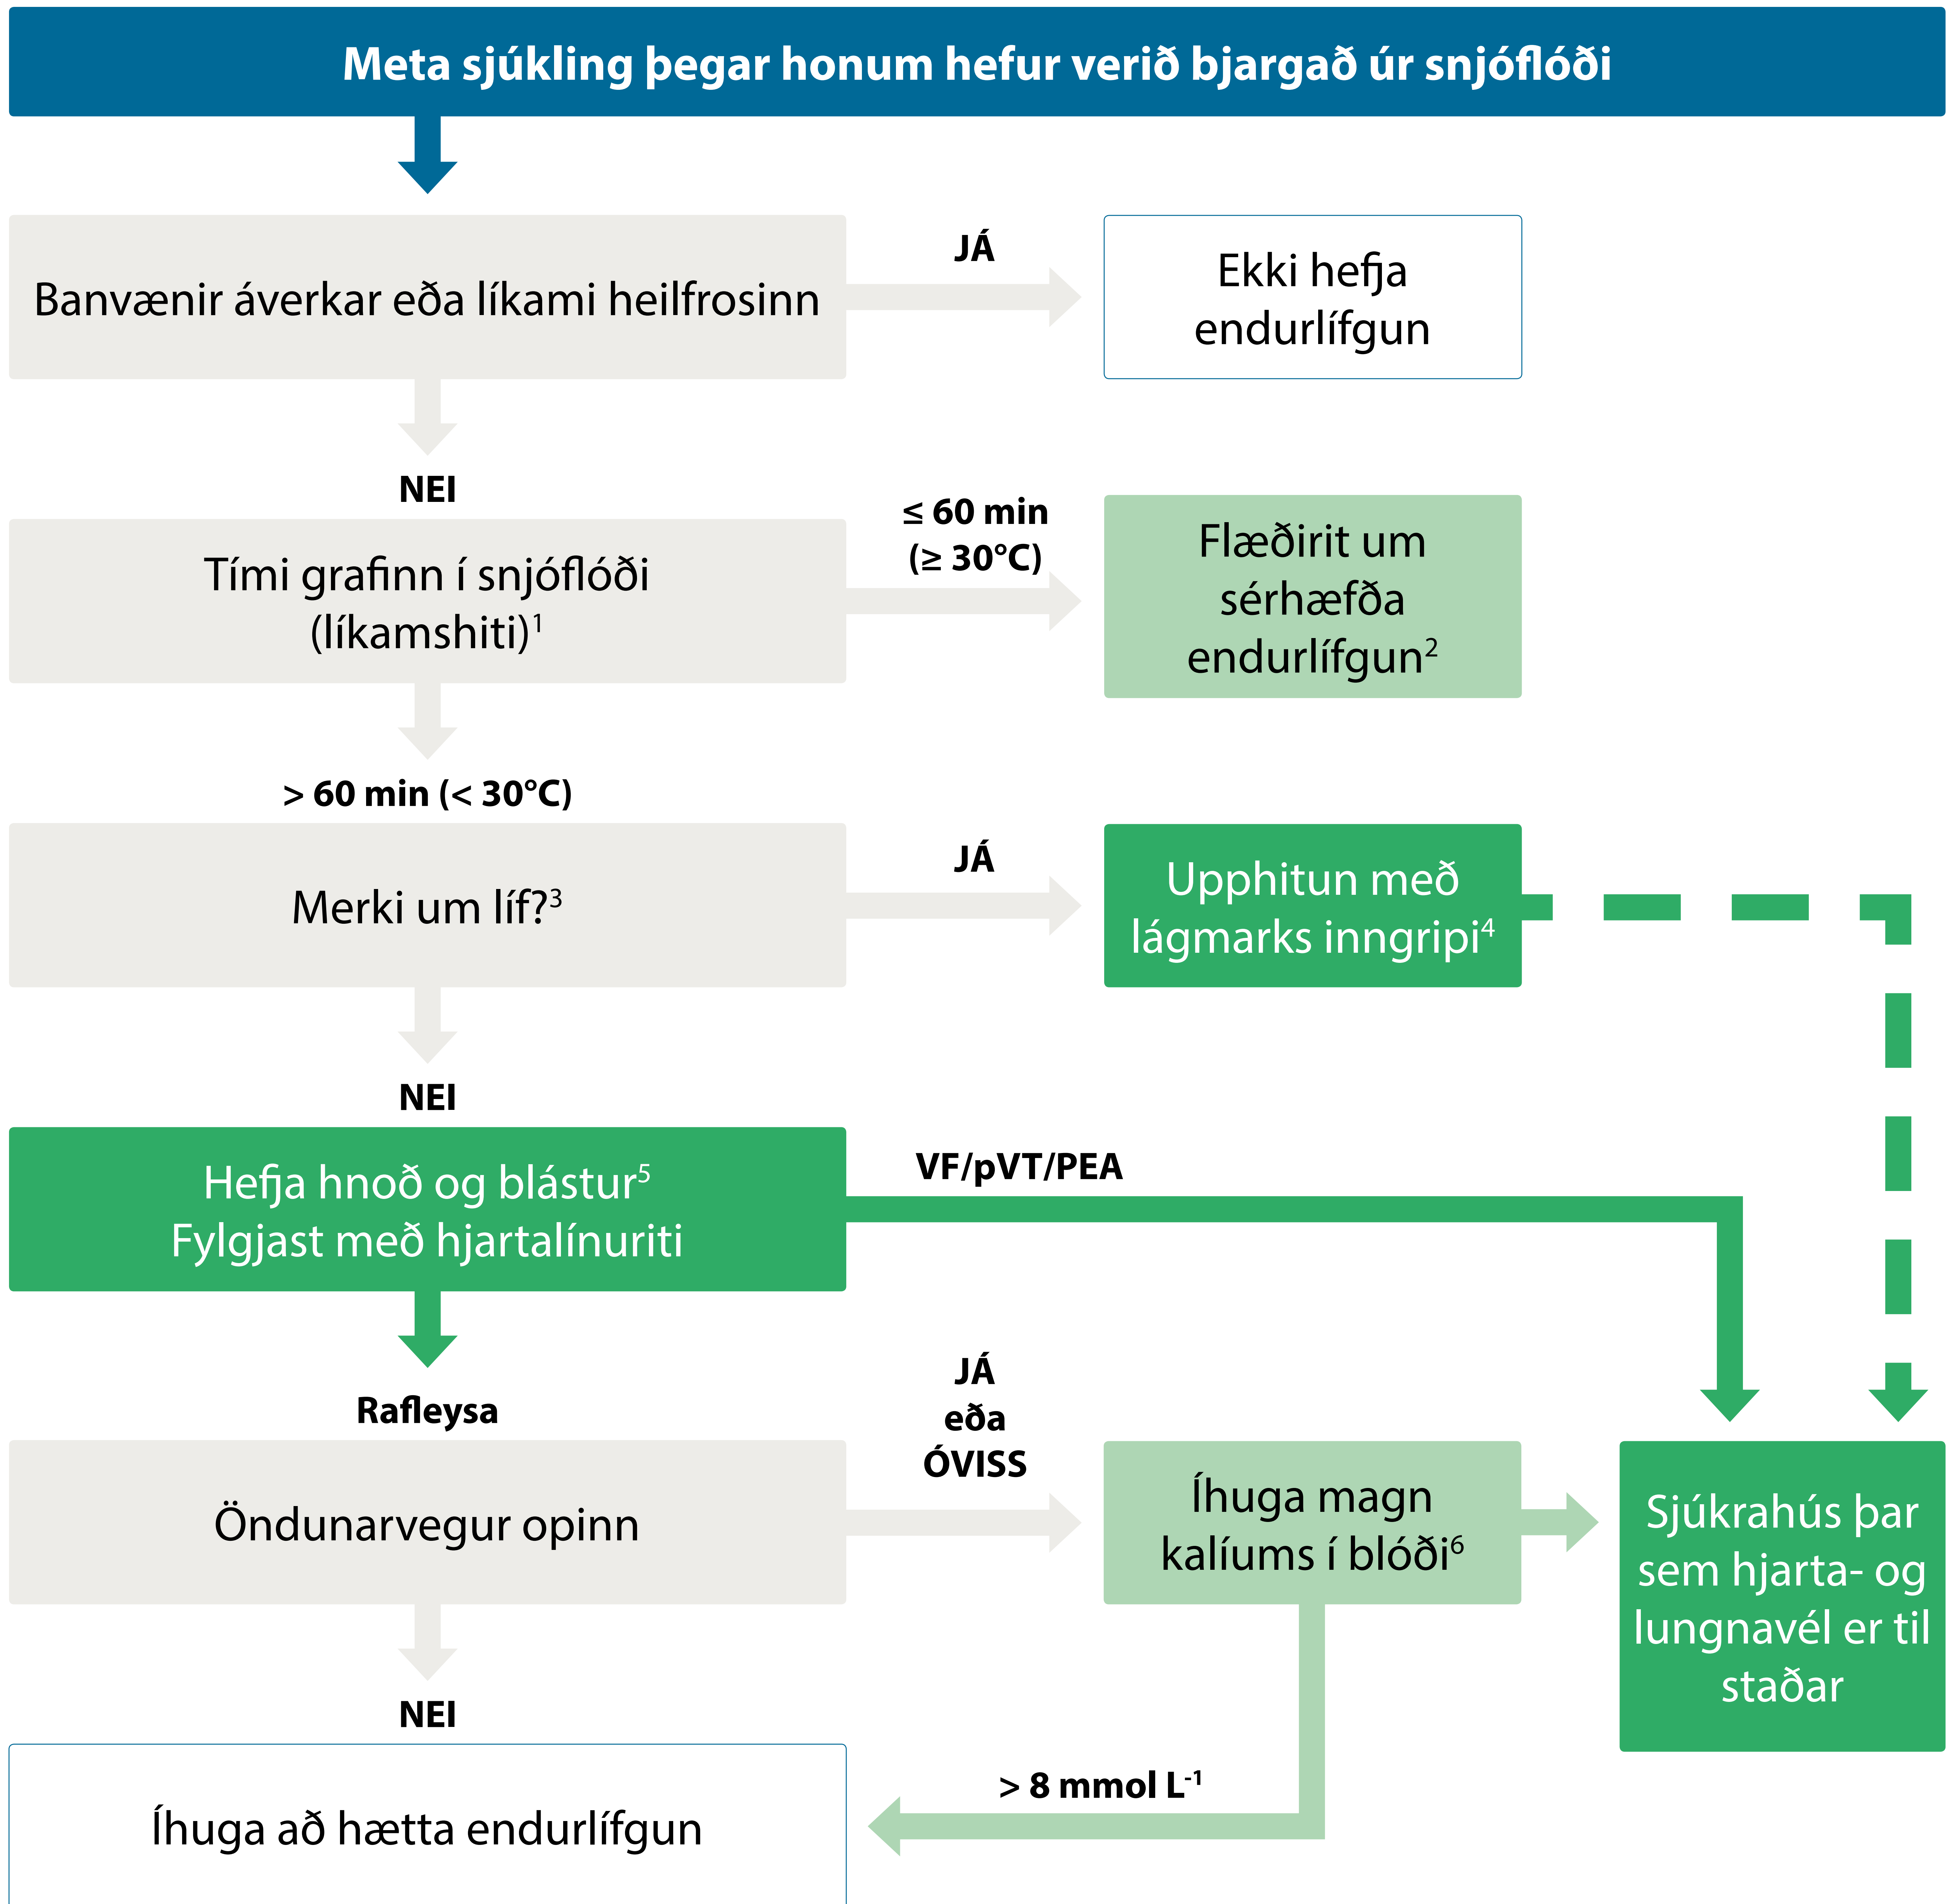 Meta sjúkling þegar honum hefur verið bjargað úr snjóflóði
Banvænir áverkar eða líkami heilfrosinn
JÁ
Ekki hefja
endurlífgun
NEI
Tími grafinn í snjóflóði
(líkamshiti)¹
≤ 60 min
(≥ 30°C)
Flæðirit um
sérhæfða
endurlífgun²
> 60 min (< 30°C)
Merki um líf?³
JÁ
Upphitun með
lágmarks inngripi⁴
NEI
Hefja hnoð og blástur⁵
Fylgjast með hjartalínuriti
VF/pVT/PEA
Rafleysa
Öndunarvegur opinn
JÁ
eða
ÓVISS
Íhuga magn
kalíums í blóði⁶
Sjúkrahús þar
sem hjarta- og
lungnavél er til
staðar
NEI
> 8 mmol L⁻¹
Íhuga að hætta endurlífgun